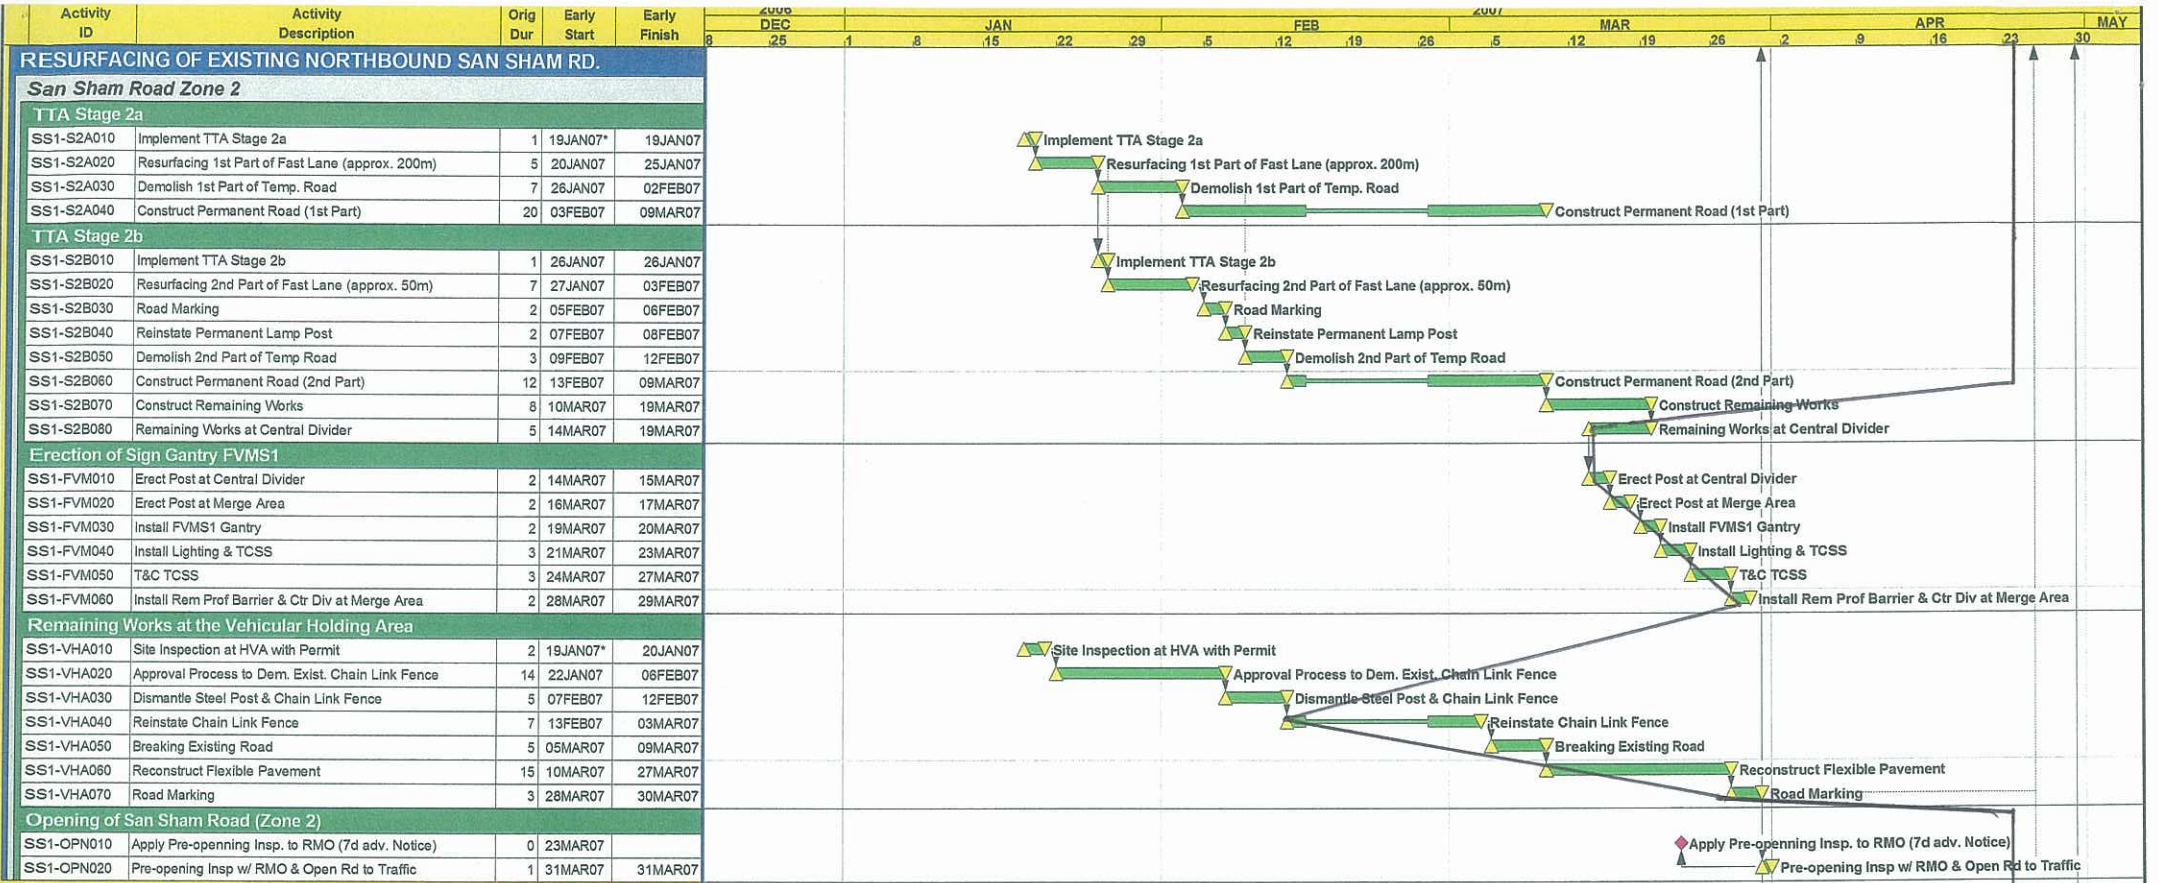 Activity ID Activity Description Orig Dur Early Start Early Finish 2006 2007
DEC JAN FEB MAR APR MAY
8 25 1 8 15 22 29 5 12 19 26 5 12 19 26 2 9 16 23 30
RESURFACING OF EXISTING NORTHBOUND SAN SHAM RD.
San Sham Road Zone 2
TTA Stage 2a
SS1-S2A010 Implement TTA Stage 2a 1 19JAN07* 19JAN07 Implement TTA Stage 2a
SS1-S2A020 Resurfacing 1st Part of Fast Lane (approx. 200m) 5 20JAN07 25JAN07 Resurfacing 1st Part of Fast Lane (approx. 200m)
SS1-S2A030 Demolish 1st Part of Temp. Road 7 26JAN07 02FEB07 Demolish 1st Part of Temp. Road
SS1-S2A040 Construct Permanent Road (1st Part) 20 03FEB07 09MAR07 Construct Permanent Road (1st Part)
TTA Stage 2b
SS1-S2B010 Implement TTA Stage 2b 1 26JAN07 26JAN07 Implement TTA Stage 2b
SS1-S2B020 Resurfacing 2nd Part of Fast Lane (approx. 50m) 7 27JAN07 03FEB07 Resurfacing 2nd Part of Fast Lane (approx. 50m)
SS1-S2B030 Road Marking 2 05FEB07 06FEB07 Road Marking
SS1-S2B040 Reinstate Permanent Lamp Post 2 07FEB07 08FEB07 Reinstate Permanent Lamp Post
SS1-S2B050 Demolish 2nd Part of Temp Road 3 09FEB07 12FEB07 Demolish 2nd Part of Temp Road
SS1-S2B060 Construct Permanent Road (2nd Part) 12 13FEB07 09MAR07 Construct Permanent Road (2nd Part)
SS1-S2B070 Construct Remaining Works 8 10MAR07 19MAR07 Construct Remaining Works
SS1-S2B080 Remaining Works at Central Divider 5 14MAR07 19MAR07 Remaining Works at Central Divider
Erection of Sign Gantry FVMS1
SS1-FVM010 Erect Post at Central Divider 2 14MAR07 15MAR07 Erect Post at Central Divider
SS1-FVM020 Erect Post at Merge Area 2 16MAR07 17MAR07 Erect Post at Merge Area
SS1-FVM030 Install FVMS1 Gantry 2 19MAR07 20MAR07 Install FVMS1 Gantry
SS1-FVM040 Install Lighting & TCSS 3 21MAR07 23MAR07 Install Lighting & TCSS
SS1-FVM050 T&C TCSS 3 24MAR07 27MAR07 T&C TCSS
SS1-FVM060 Install Rem Prof Barrier & Ctr Div at Merge Area 2 28MAR07 29MAR07 Install Rem Prof Barrier & Ctr Div at Merge Area
Remaining Works at the Vehicular Holding Area
SS1-VHA010 Site Inspection at HVA with Permit 2 19JAN07* 20JAN07 Site Inspection at HVA with Permit
SS1-VHA020 Approval Process to Dem. Exist. Chain Link Fence 14 22JAN07 06FEB07 Approval Process to Dem. Exist. Chain Link Fence
SS1-VHA030 Dismantle Steel Post & Chain Link Fence 5 07FEB07 12FEB07 Dismantle Steel Post & Chain Link Fence
SS1-VHA040 Reinstate Chain Link Fence 7 13FEB07 03MAR07 Reinstate Chain Link Fence
SS1-VHA050 Breaking Existing Road 5 05MAR07 09MAR07 Breaking Existing Road
SS1-VHA060 Reconstruct Flexible Pavement 15 10MAR07 27MAR07 Reconstruct Flexible Pavement
SS1-VHA070 Road Marking 3 28MAR07 30MAR07 Road Marking
Opening of San Sham Road (Zone 2)
SS1-OPN010 Apply Pre-openning Insp. to RMO (7d adv. Notice) 0 23MAR07 Apply Pre-openning Insp. to RMO (7d adv. Notice)
SS1-OPN020 Pre-opening Insp w/ RMO & Open Rd to Traffic 1 31MAR07 31MAR07 Pre-opening Insp w/ RMO & Open Rd to Traffic